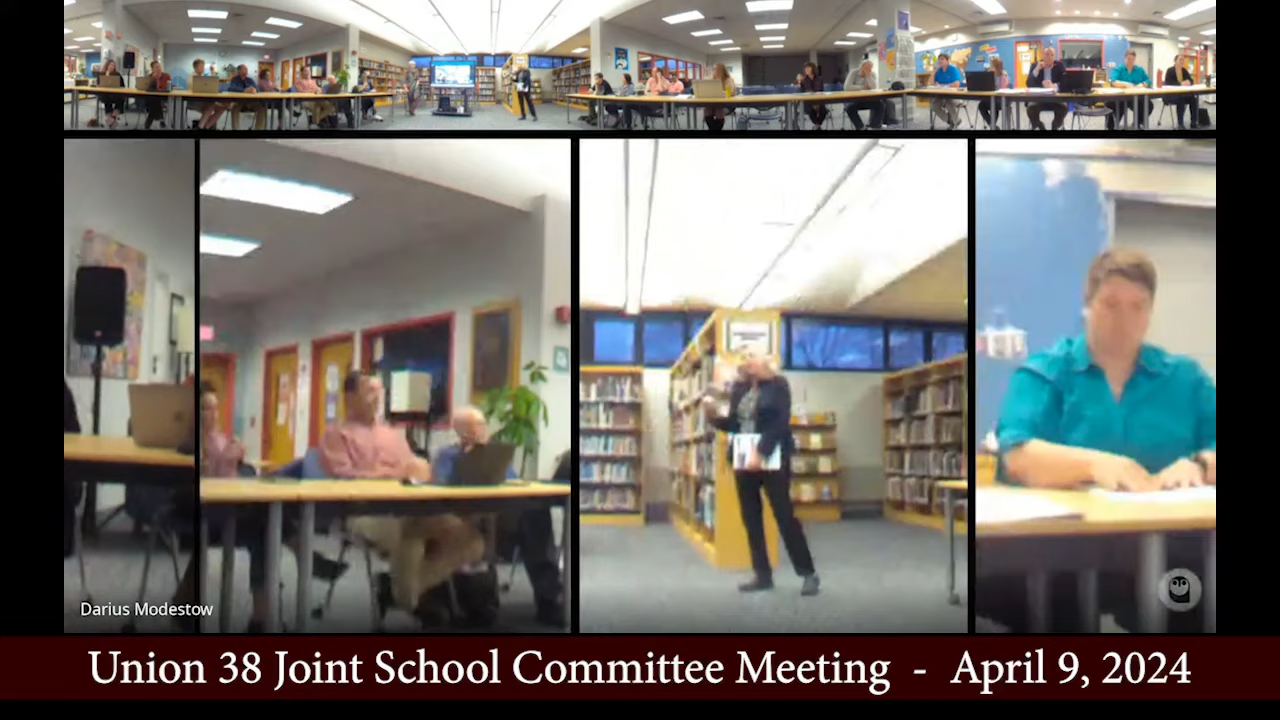 Darius Modestow
Union 38 Joint School Committee Meeting - April 9, 2024